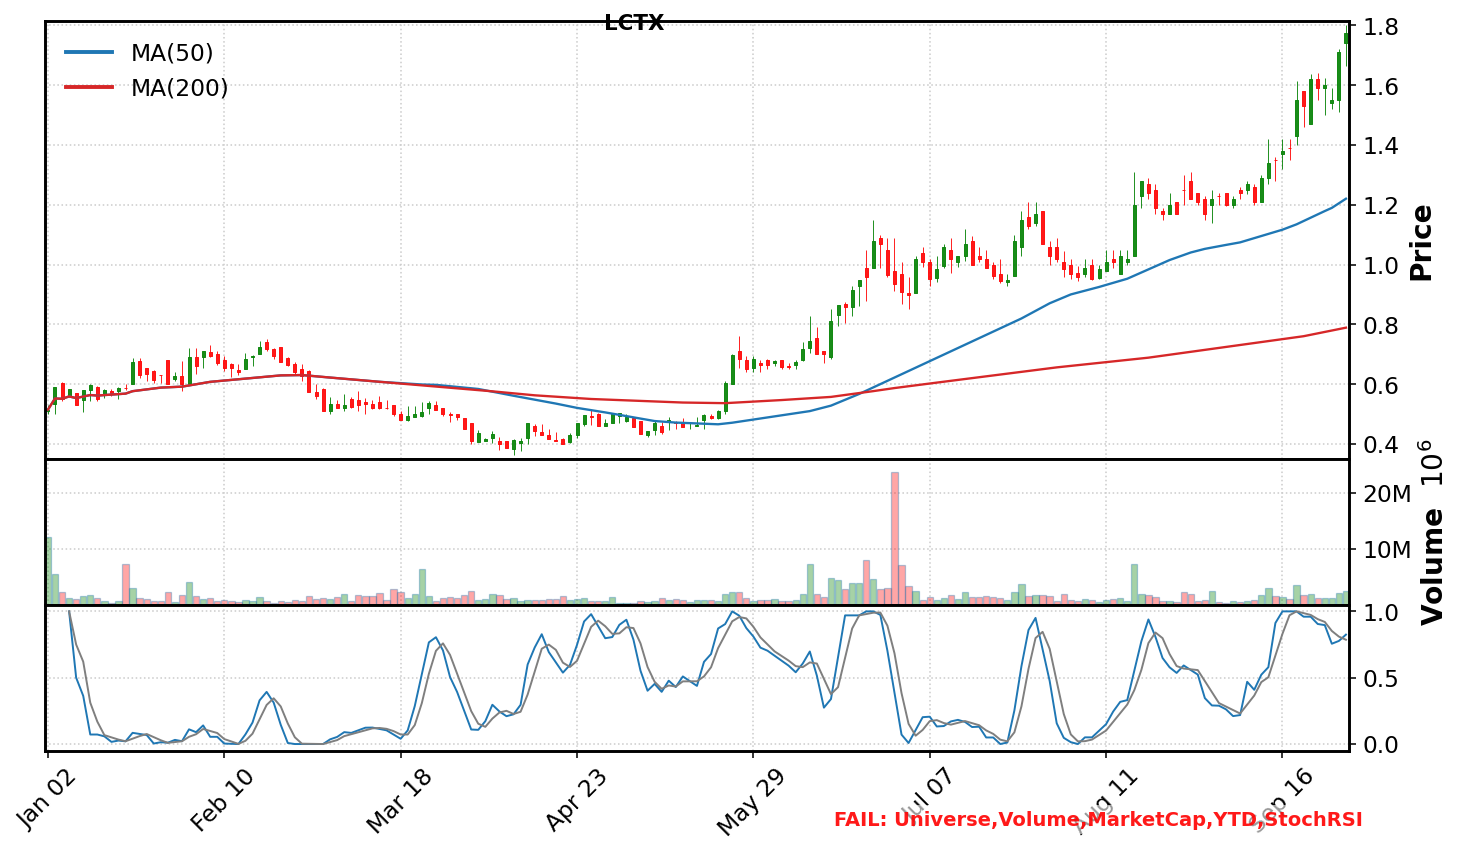 LCTX
MA(50)
MA(200)
1.8
1.6
1.4
1.2
1.0
0.8
0.6
0.4
Price
20M
10M
Volume 10^6
1.0
0.5
0.0
Jan 02
Feb 10
Mar 18
Apr 23
May 29
Jul 07
Aug 11
Sep 16
FAIL: Universe,Volume,MarketCap,YTD,StochRSI